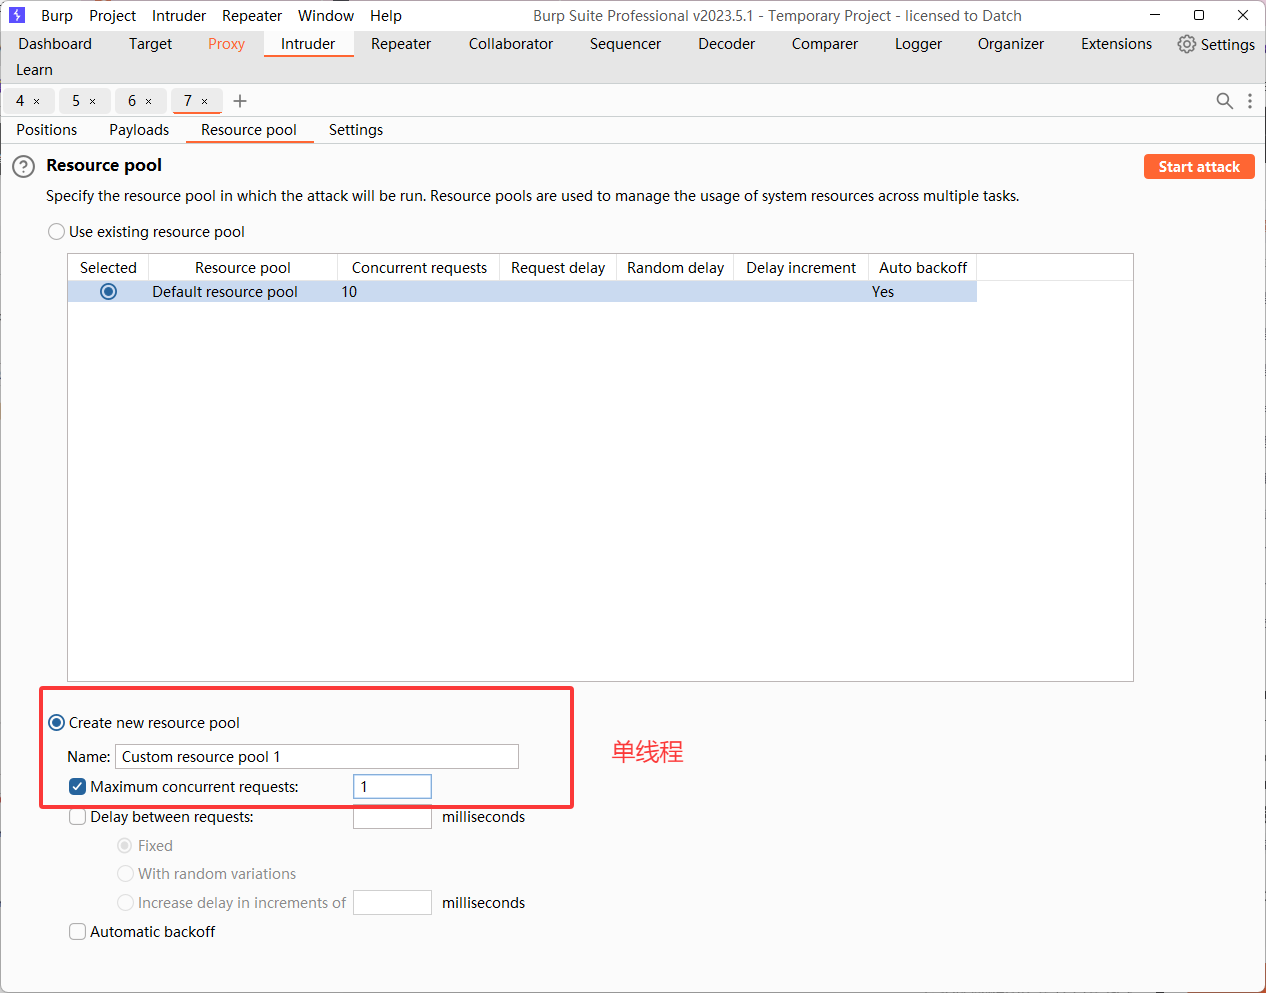 Burp Project Intruder Repeater Window Help Burp Suite Professional v2023.5.1 - Temporary Project - licensed to Datch
Dashboard Target Proxy Intruder Repeater Collaborator Sequencer Decoder Comparer Logger Organizer Extensions Settings
Learn
4 × 5 × 6 × 7 × +
Positions Payloads Resource pool Settings
? Resource pool Start attack
Specify the resource pool in which the attack will be run. Resource pools are used to manage the usage of system resources across multiple tasks.
Use existing resource pool
Selected Resource pool Concurrent requests Request delay Random delay Delay increment Auto backoff
Default resource pool 10 Yes
Create new resource pool
Name: Custom resource pool 1
单线程
Maximum concurrent requests: 1
Delay between requests: milliseconds
Fixed
With random variations
Increase delay in increments of milliseconds
Automatic backoff